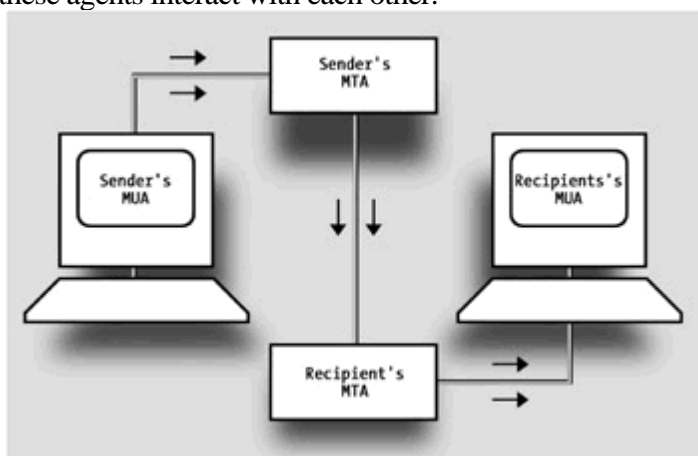 these agents interact with each other.
Sender's
MTA
Sender's
MUA
Recipients's
MUA
Recipient's
MTA